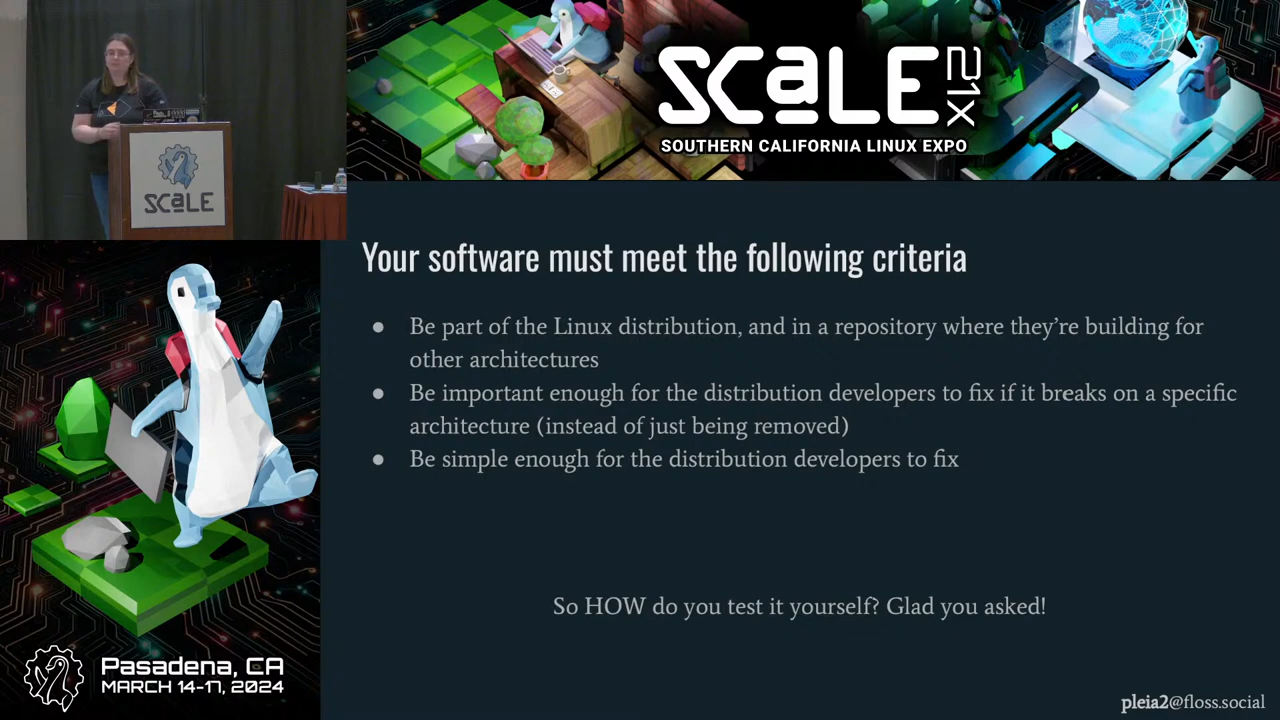 SCaLE 21X
SOUTHERN CALIFORNIA LINUX EXPO
SCaLE
Your software must meet the following criteria
● Be part of the Linux distribution, and in a repository where they're building for
other architectures
● Be important enough for the distribution developers to fix if it breaks on a specific
architecture (instead of just being removed)
● Be simple enough for the distribution developers to fix
So HOW do you test it yourself? Glad you asked!
Pasadena, CA
MARCH 14-17, 2024
pleia2@floss.social